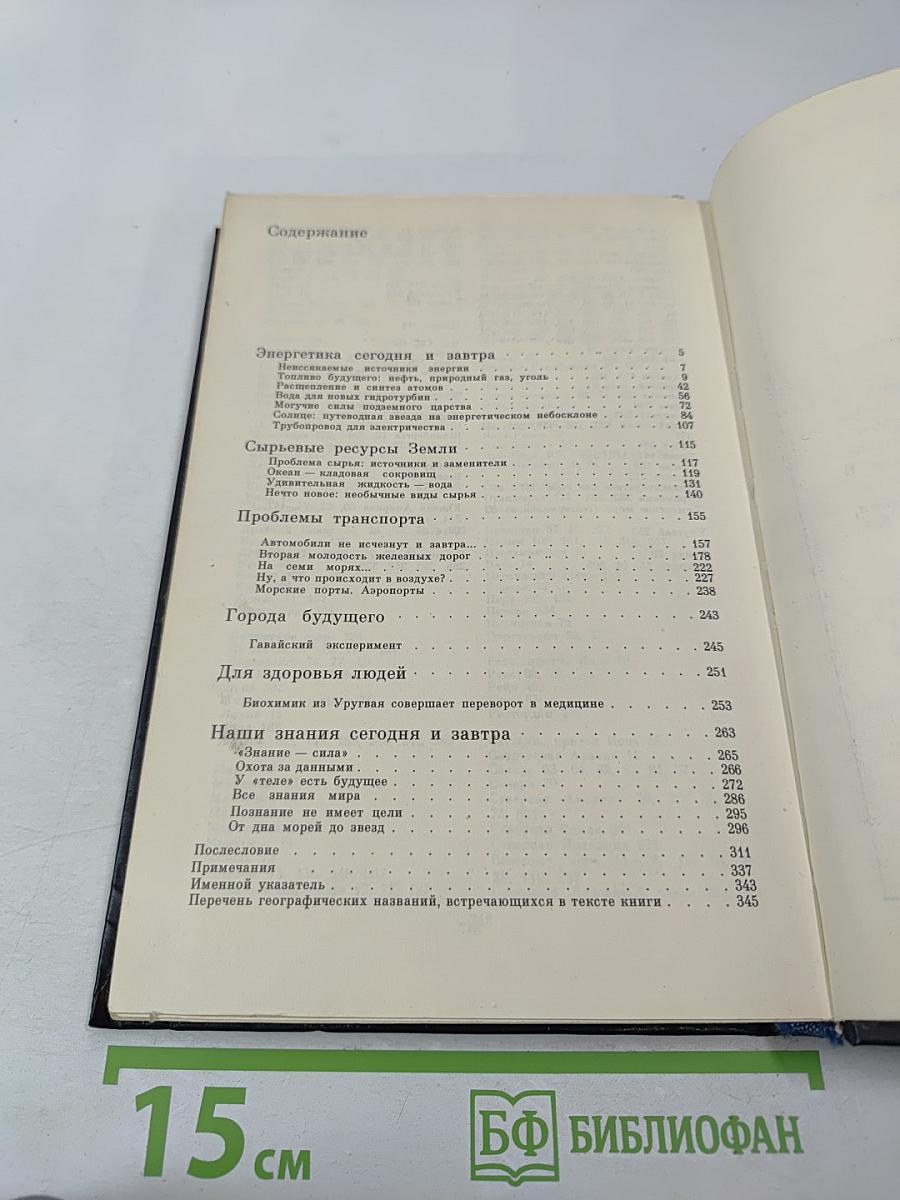 Содержание
Энергетика сегодня и завтра . . . . . . . . . . . 5
Неиссякаемые источники энергии . . . . . . . . . . . 7
Топливо будущего: нефть, природный газ, уголь . . . . . . . 9
Расщепление и синтез атомов . . . . . . . . . . . 42
Вода для новых гидротурбин . . . . . . . . . . . 56
Могучие силы подземного царства . . . . . . . . . . 72
Солнце: путеводная звезда на энергетическом небосклоне . . . . . 84
Трубопровод для электричества . . . . . . . . . . . 107
Сырьевые ресурсы Земли . . . . . . . . . . . . 115
Проблема сырья: источники и заменители . . . . . . . . 117
Океан — кладовая сокровищ . . . . . . . . . . . 119
Удивительная жидкость — вода . . . . . . . . . . . 131
Нечто новое: необычные виды сырья . . . . . . . . . 140
Проблемы транспорта . . . . . . . . . . . . . 155
Автомобили не исчезнут и завтра... . . . . . . . . . . 157
Вторая молодость железных дорог . . . . . . . . . . 178
На семи морях... . . . . . . . . . . . . . . . 222
Ну, а что происходит в воздухе? . . . . . . . . . . . 227
Морские порты. Аэропорты . . . . . . . . . . . . 238
Города будущего . . . . . . . . . . . . . . . 243
Гавайский эксперимент . . . . . . . . . . . . . . 245
Для здоровья людей . . . . . . . . . . . . . . 251
Биохимик из Уругвая совершает переворот в медицине . . . . . . 253
Наши знания сегодня и завтра . . . . . . . . . . 263
«Знание — сила» . . . . . . . . . . . . . . . . 265
Охота за данными . . . . . . . . . . . . . . . . 266
У «теле» есть будущее . . . . . . . . . . . . . . 272
Все знания мира . . . . . . . . . . . . . . . . 286
Познание не имеет цели . . . . . . . . . . . . . . 295
От дна морей до звезд . . . . . . . . . . . . . . 296
Послесловие . . . . . . . . . . . . . . . . . . 311
Примечания . . . . . . . . . . . . . . . . . . 337
Именной указатель . . . . . . . . . . . . . . . . 343
Перечень географических названий, встречающихся в тексте книги . . . . 345
15 см
БФ БИБЛИОФАН